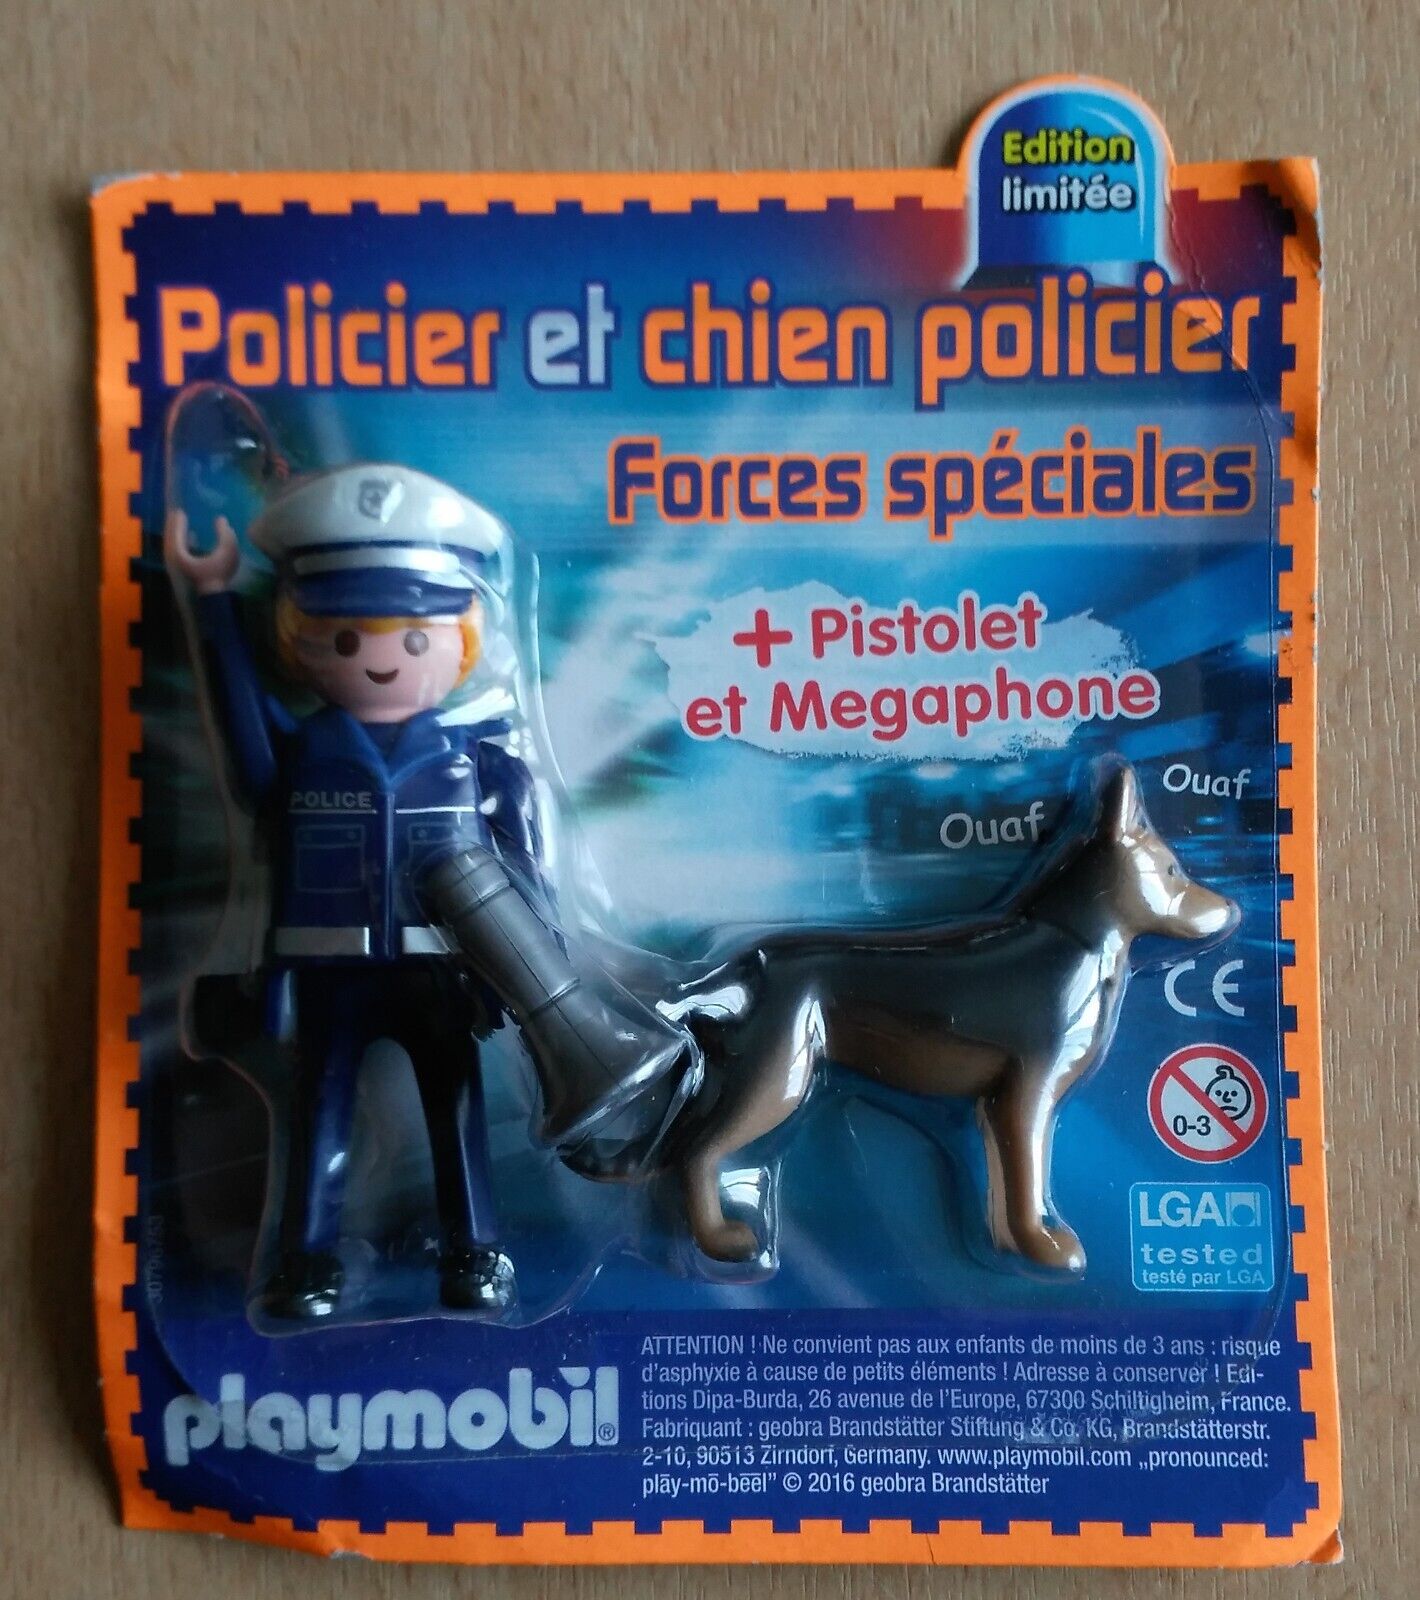 Edition
limitée
Policier et chien policier
Forces spéciales
+ Pistolet
et Megaphone
Ouaf
Ouaf
POLICE
CE
0-3
LGA
tested
testé par LGA
30796753
playmobil®
ATTENTION ! Ne convient pas aux enfants de moins de 3 ans : risque
d'asphyxie à cause de petits éléments ! Adresse à conserver ! Edi-
tions Dipa-Burda, 26 avenue de l'Europe, 67300 Schiltigheim, France.
Fabriquant : geobra Brandstätter Stiftung & Co. KG, Brandstätterstr.
2-10, 90513 Zirndorf, Germany. www.playmobil.com „pronounced:
plāy-mō-bēēl" © 2016 geobra Brandstätter